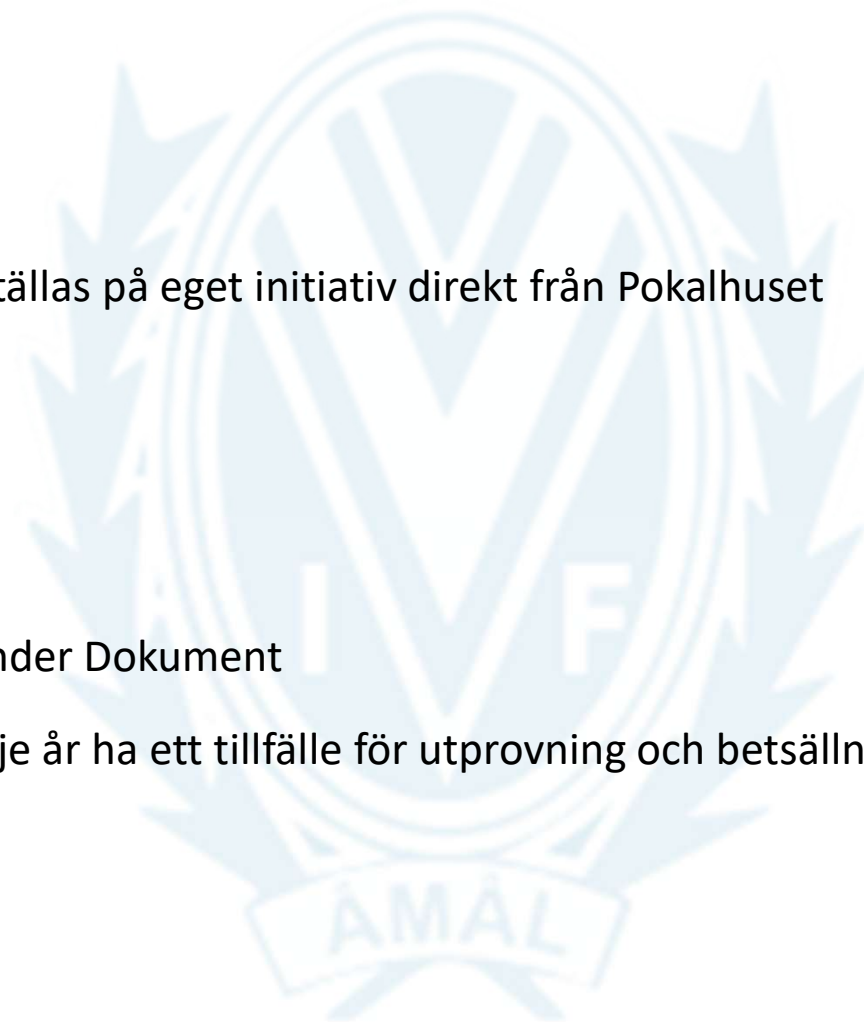 tällas på eget initiativ direkt från Pokalhuset
nder Dokument
je år ha ett tillfälle för utprovning och betsälln
V
I F
ÅMÅL